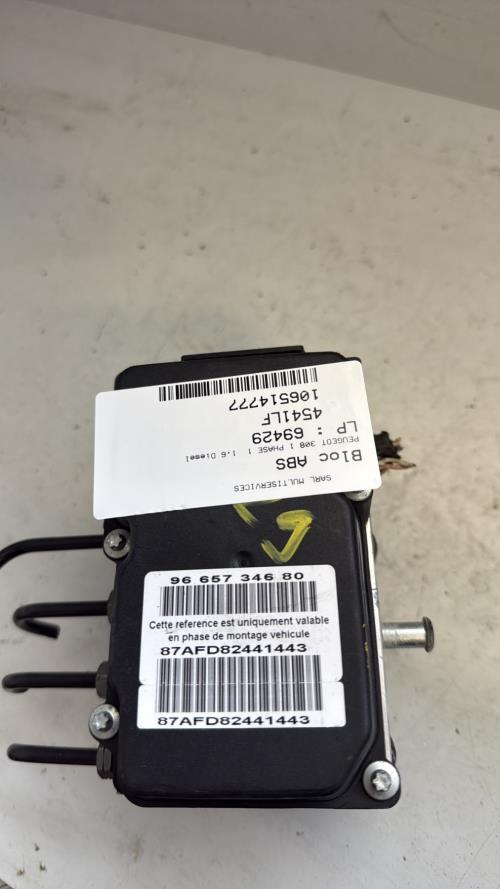 SARL MULTISERVICES
Bloc ABS
PEUGEOT 308 1 PHASE 1 1.6 Diesel
LP : 69429
4541LF
106514777
96 657 346 80
Cette reference est uniquement valable
en phase de montage vehicule
87AFD82441443
87AFD82441443